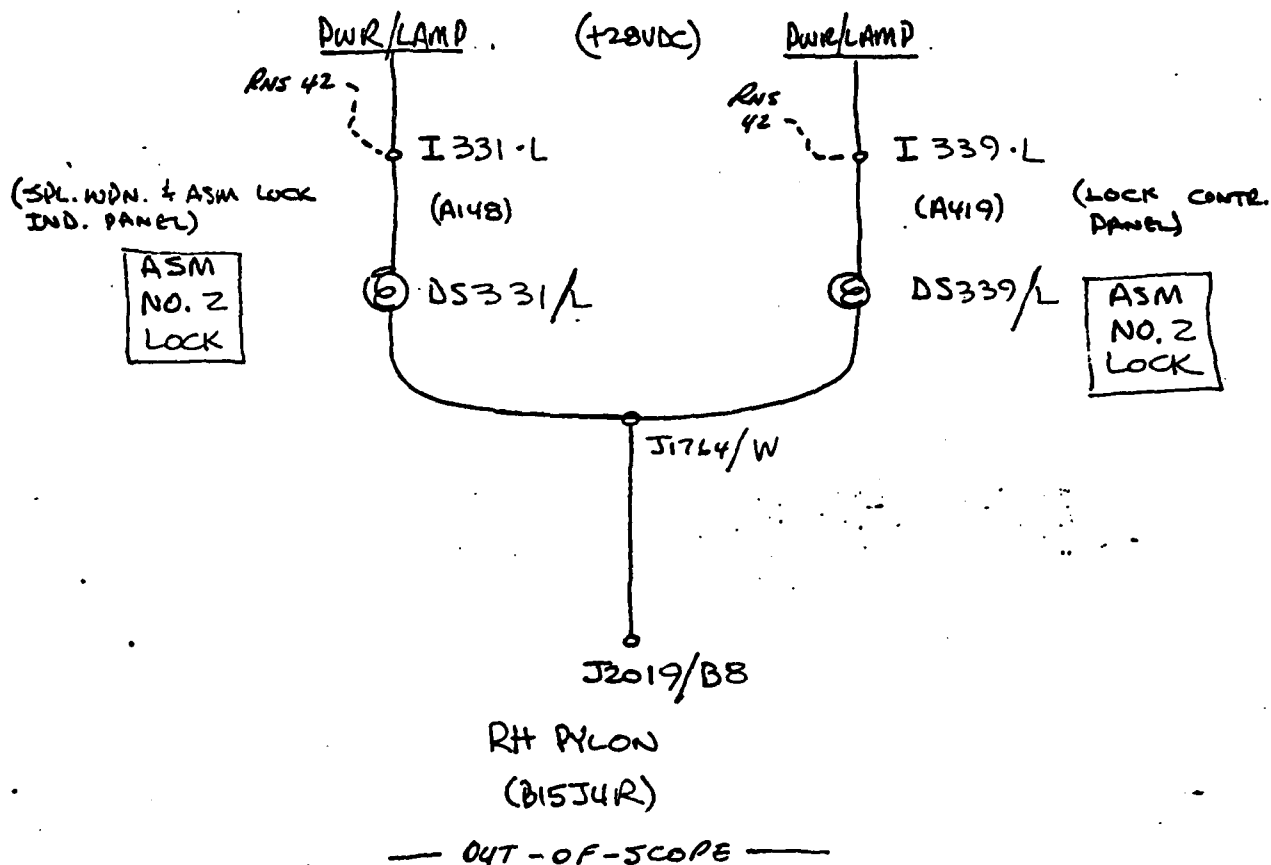 PWR/LAMP (+28VDC) PWR/LAMP
RNS 42
RNS
42
I331·L
I339·L
(SPL. WPN. & ASM LOCK
IND. PANEL)
(A148)
(A419)
(LOCK CONTR.
PANEL)
ASM
NO. 2
LOCK
DS331/L
DS339/L
ASM
NO. 2
LOCK
J1764/W
J2019/B8
RH PYLON
(B15J4R)
— OUT-OF-SCOPE —